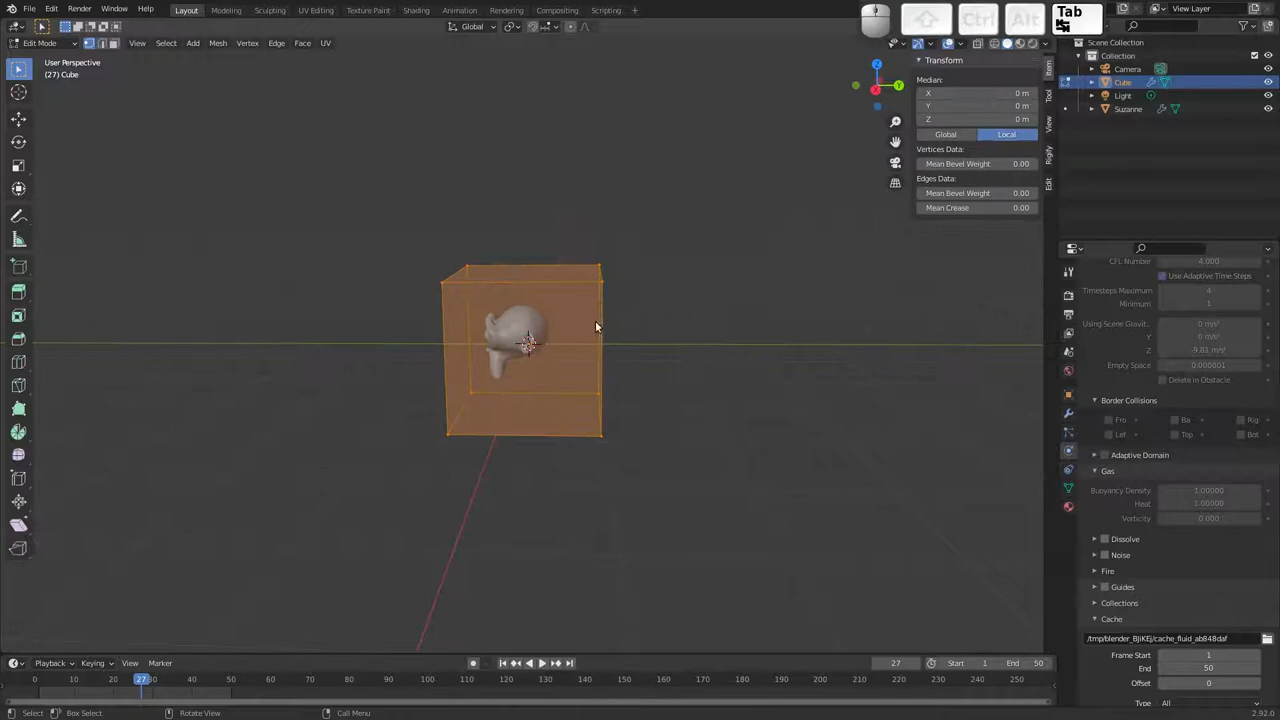 File Edit Render Window Help
Layout Modeling Sculpting UV Editing Texture Paint Shading Animation Rendering Compositing Scripting
Ctrl Alt Tab
View Layer
Global
Edit Mode View Select Add Mesh Vertex Edge Face UV
User Perspective
(27) Cube
Z
Y
X
Transform
Median:
X 0 m
Y 0 m
Z 0 m
Global Local
Vertices Data:
Mean Bevel Weight 0.00
Edges Data:
Mean Bevel Weight 0.00
Mean Crease 0.00
Item
Tool
View
Rigify
Edit
Scene Collection
Collection
Camera
Cube
Light
Suzanne
CFL Number 4.000
Use Adaptive Time Steps
Timesteps Maximum 4
Minimum 1
Using Scene Gravit.. 0 m/s²
Y 0 m/s²
Z -9.81 m/s²
Empty Space 0.000001
Delete in Obstacle
Border Collisions
Fro Ba Rig
Lef Top Bot
Adaptive Domain
Gas
Buoyancy Density 1.00000
Heat 1.00000
Vorticity 0.000
Dissolve
Noise
Fire
Guides
Collections
Cache
/tmp/blender_BJiKEj/cache_fluid_ab848daf
Frame Start 1
End 50
Offset 0
Type All
Playback Keying View Marker
27 Start 1 End 50
0 10 20 27 30 40 50 60 70 80 90 100 110 120 130 140 150 160 170 180 190 200 210 220 230 240 250
Select Box Select Rotate View Call Menu
2.92.0